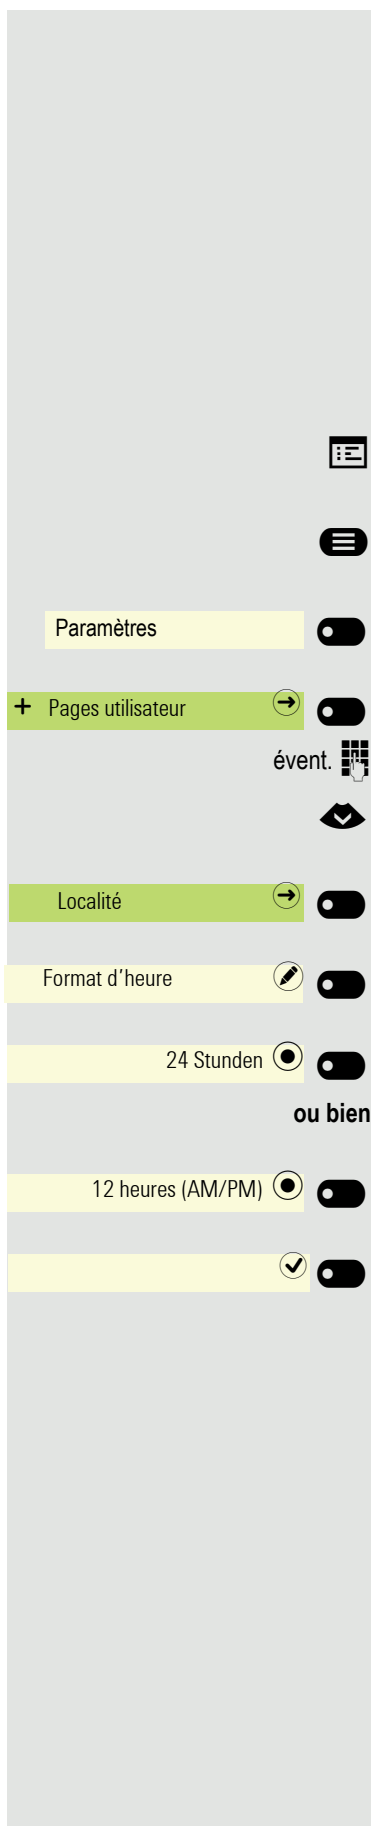 Paramètres
+ Pages utilisateur
évent.
Localité
Format d’heure
24 Stunden
ou bien
12 heures (AM/PM)